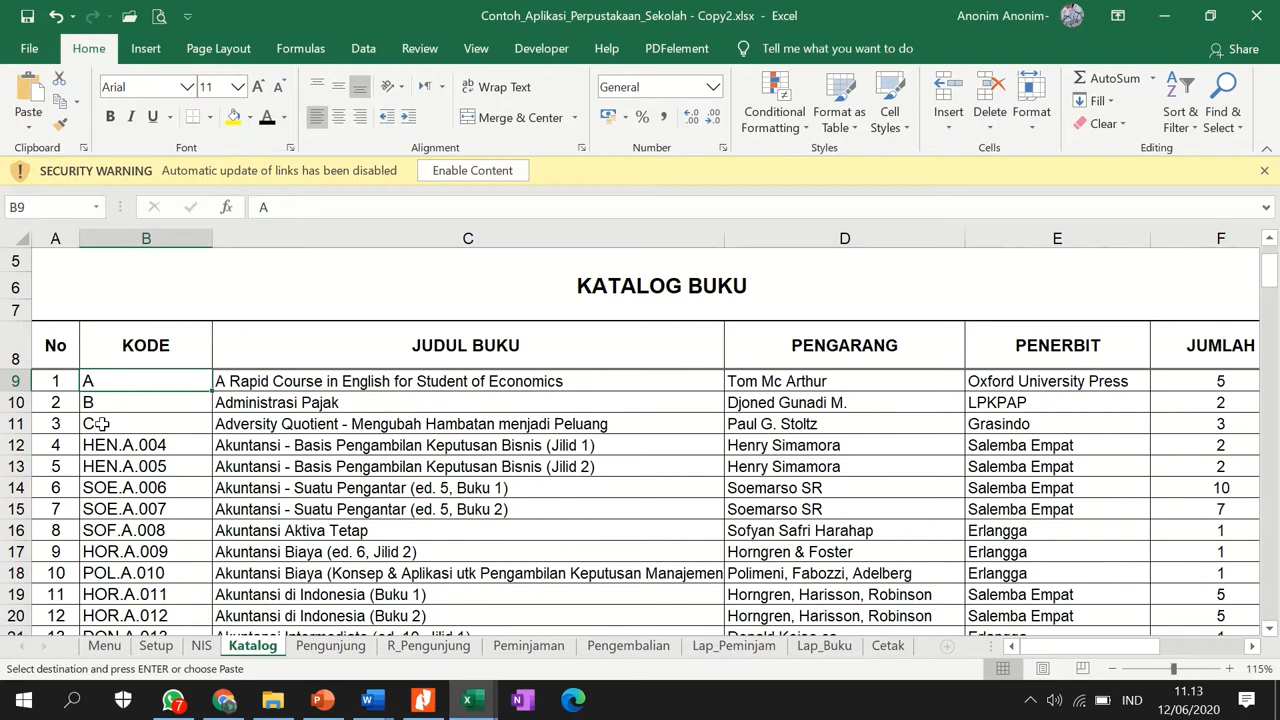 Contoh_Aplikasi_Perpustakaan_Sekolah - Copy2.xlsx - Excel
Anonim Anonim-
File Home Insert Page Layout Formulas Data Review View Developer Help PDFelement Tell me what you want to do Share
Paste
Clipboard
Arial 11
B I U
Font
Wrap Text
Merge & Center
Alignment
General
Number
Conditional Formatting
Format as Table
Cell Styles
Styles
Insert
Delete
Format
Cells
AutoSum
Fill
Clear
Sort & Filter
Find & Select
Editing
SECURITY WARNING Automatic update of links has been disabled Enable Content
B9 fx A
A B C D E F
5
6 KATALOG BUKU
7
8 No KODE JUDUL BUKU PENGARANG PENERBIT JUMLAH
9 1 A A Rapid Course in English for Student of Economics Tom Mc Arthur Oxford University Press 5
10 2 B Administrasi Pajak Djoned Gunadi M. LPKPAP 2
11 3 C Adversity Quotient - Mengubah Hambatan menjadi Peluang Paul G. Stoltz Grasindo 3
12 4 HEN.A.004 Akuntansi - Basis Pengambilan Keputusan Bisnis (Jilid 1) Henry Simamora Salemba Empat 2
13 5 HEN.A.005 Akuntansi - Basis Pengambilan Keputusan Bisnis (Jilid 2) Henry Simamora Salemba Empat 2
14 6 SOE.A.006 Akuntansi - Suatu Pengantar (ed. 5, Buku 1) Soemarso SR Salemba Empat 10
15 7 SOE.A.007 Akuntansi - Suatu Pengantar (ed. 5, Buku 2) Soemarso SR Salemba Empat 7
16 8 SOF.A.008 Akuntansi Aktiva Tetap Sofyan Safri Harahap Erlangga 1
17 9 HOR.A.009 Akuntansi Biaya (ed. 6, Jilid 2) Horngren & Foster Erlangga 1
18 10 POL.A.010 Akuntansi Biaya (Konsep & Aplikasi utk Pengambilan Keputusan Manajemen Polimeni, Fabozzi, Adelberg Erlangga 1
19 11 HOR.A.011 Akuntansi di Indonesia (Buku 1) Horngren, Harisson, Robinson Salemba Empat 5
20 12 HOR.A.012 Akuntansi di Indonesia (Buku 2) Horngren, Harisson, Robinson Salemba Empat 5
Menu Setup NIS Katalog Pengunjung R_Pengunjung Peminjaman Pengembalian Lap_Peminjam Lap_Buku Cetak
Select destination and press ENTER or choose Paste 115%
7 IND 11.13
12/06/2020